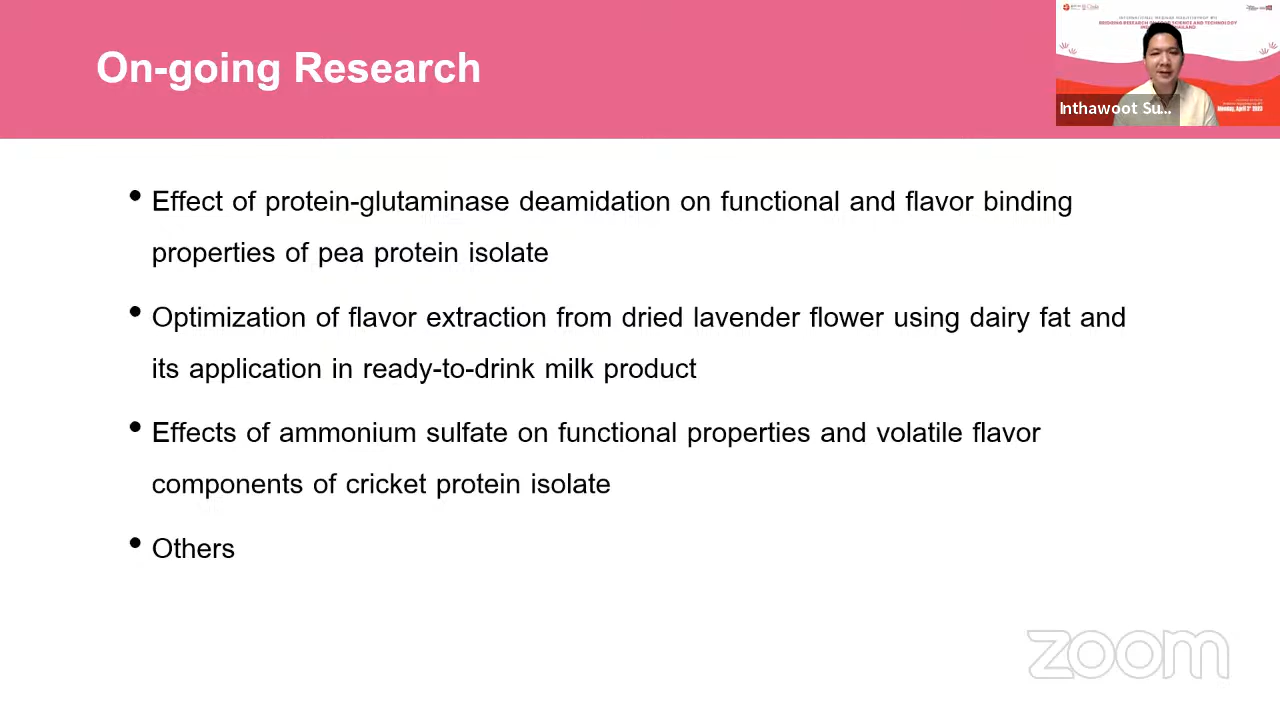 On-going Research
Inthawoot Su...
Monday, April 3
• Effect of protein-glutaminase deamidation on functional and flavor binding
properties of pea protein isolate
• Optimization of flavor extraction from dried lavender flower using dairy fat and
its application in ready-to-drink milk product
• Effects of ammonium sulfate on functional properties and volatile flavor
components of cricket protein isolate
• Others
zoom